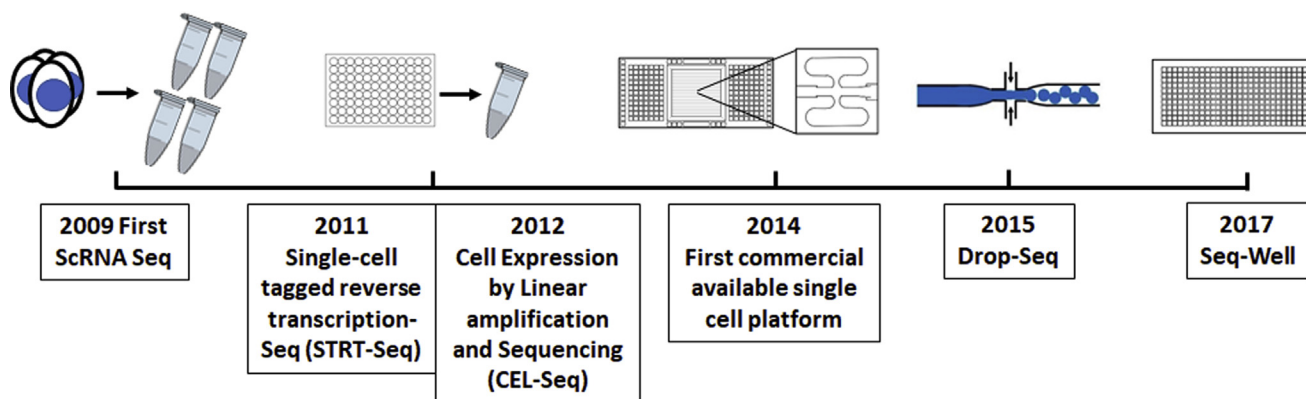 2009 First
ScRNA Seq
2011
Single-cell
tagged reverse
transcription-
Seq (STRT-Seq)
2012
Cell Expression
by Linear
amplification
and Sequencing
(CEL-Seq)
2014
First commercial
available single
cell platform
2015
Drop-Seq
2017
Seq-Well